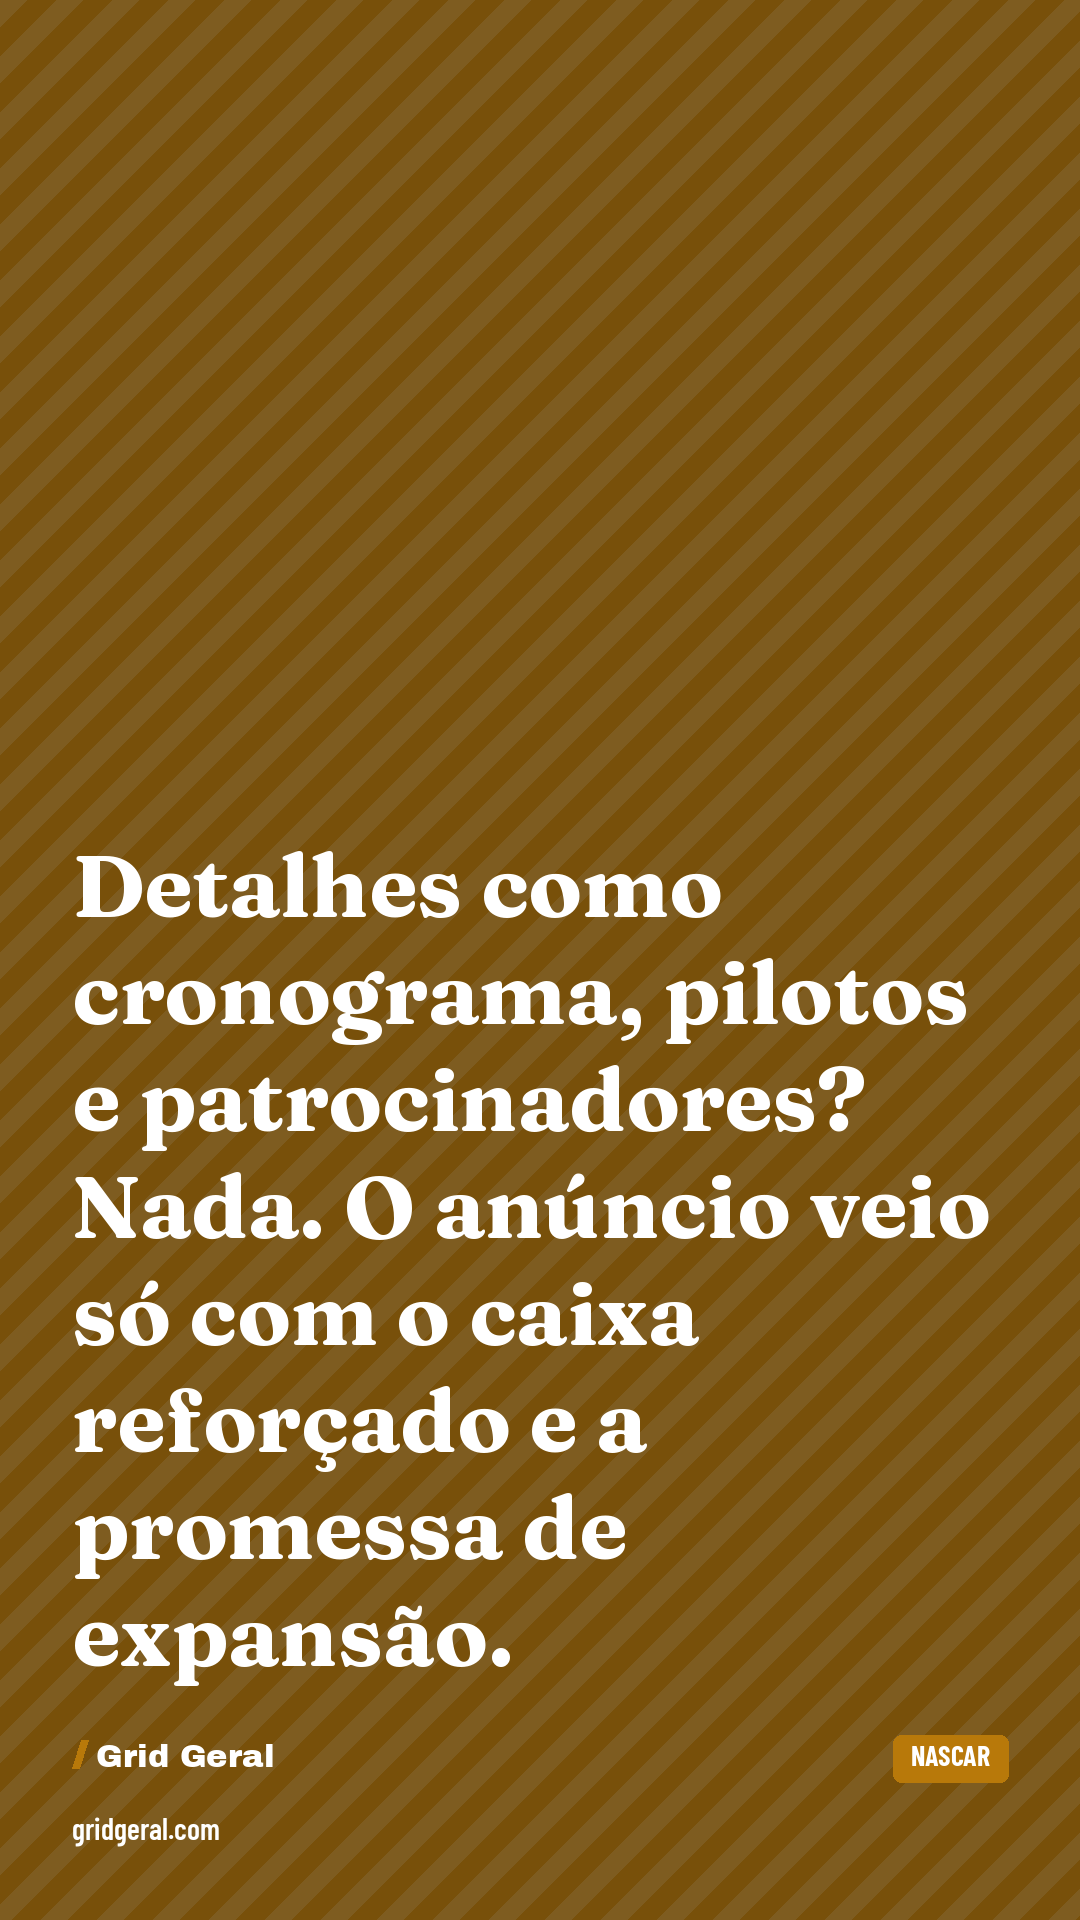 Detalhes como
cronograma, pilotos
e patrocinadores?
Nada. O anúncio veio
só com o caixa
reforçado e a
promessa de
expansão.
/ Grid Geral
NASCAR
gridgeral.com